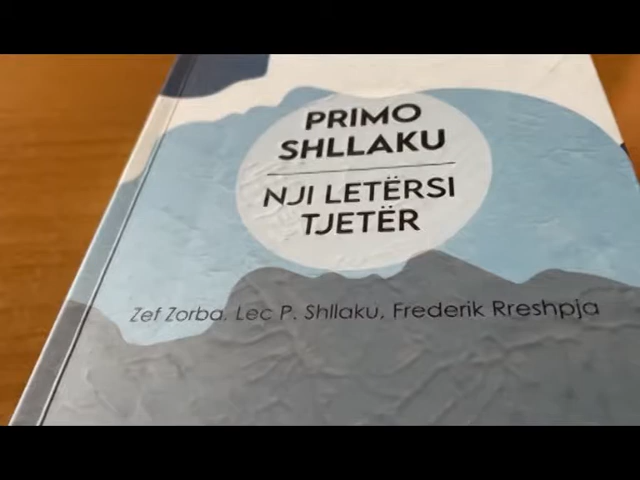 PRIMO
SHLLAKU
NJI LETËRSI
TJETËR
Zef Zorba, Lec P. Shllaku, Frederik Rreshpja